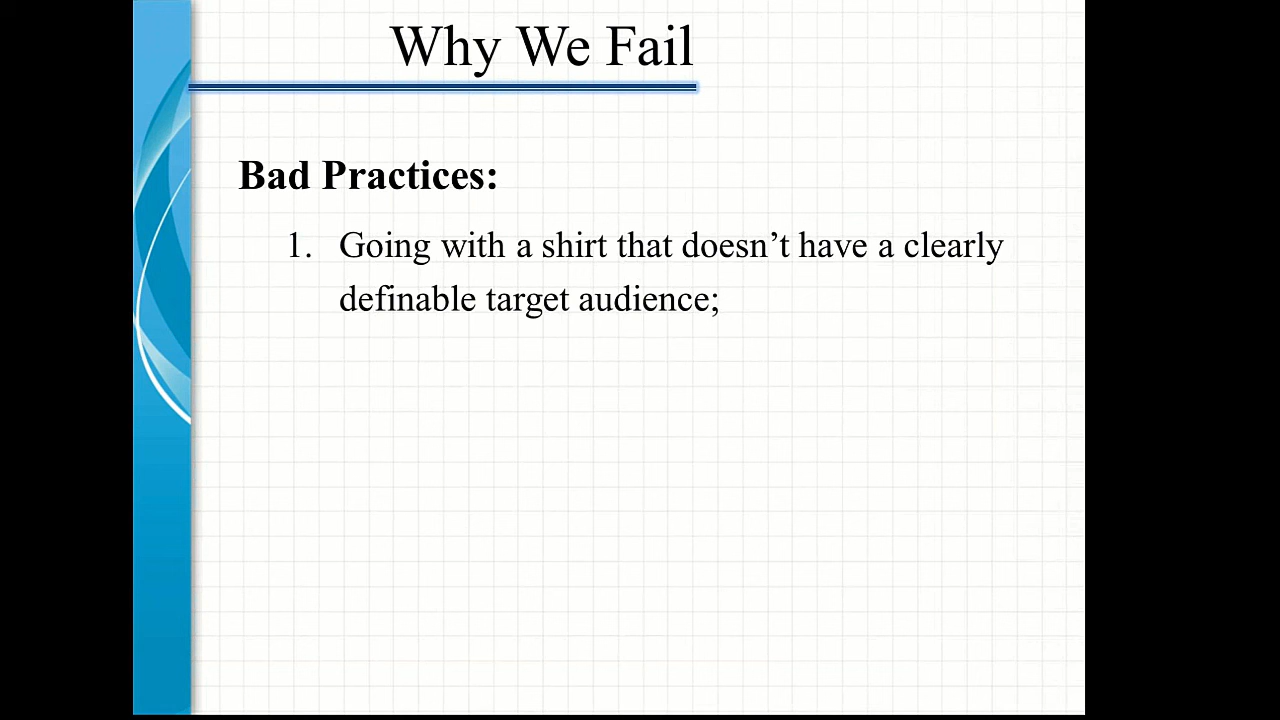 Why We Fail
Bad Practices:
1. Going with a shirt that doesn’t have a clearly
definable target audience;